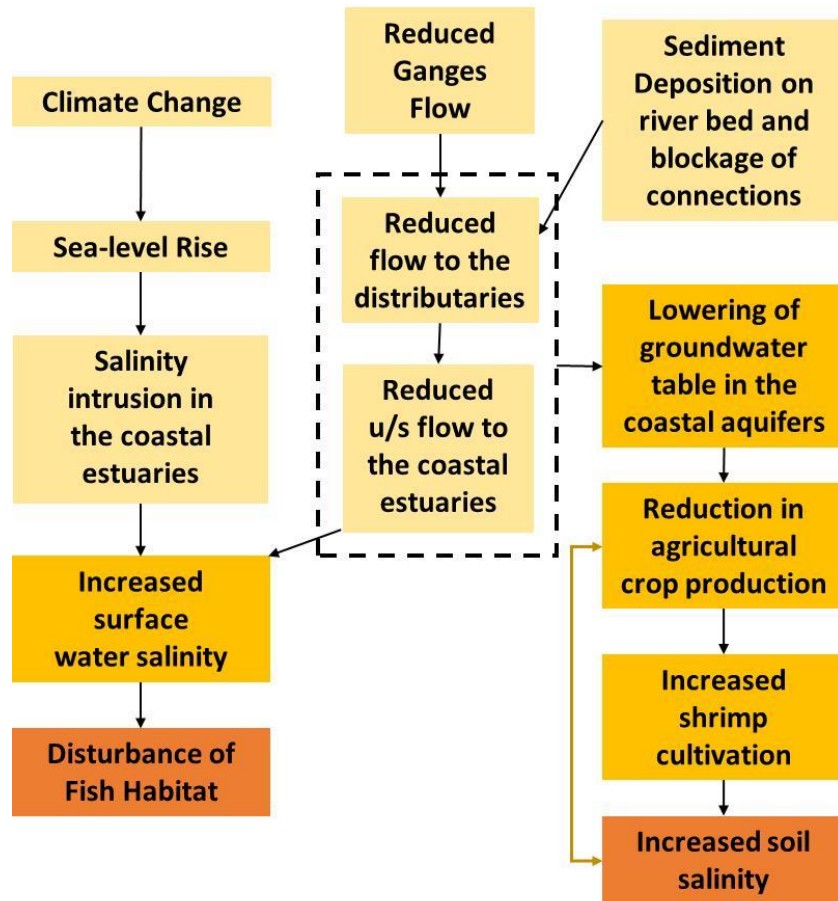 Climate Change
Sea-level Rise
Salinity
intrusion in
the coastal
estuaries
Increased
surface
water salinity
Disturbance of
Fish Habitat
Reduced
Ganges
Flow
Reduced
flow to the
distributaries
Reduced
u/s flow to
the coastal
estuaries
Sediment
Deposition on
river bed and
blockage of
connections
Lowering of
groundwater
table in the
coastal aquifers
Reduction in
agricultural
crop production
Increased
shrimp
cultivation
Increased soil
salinity